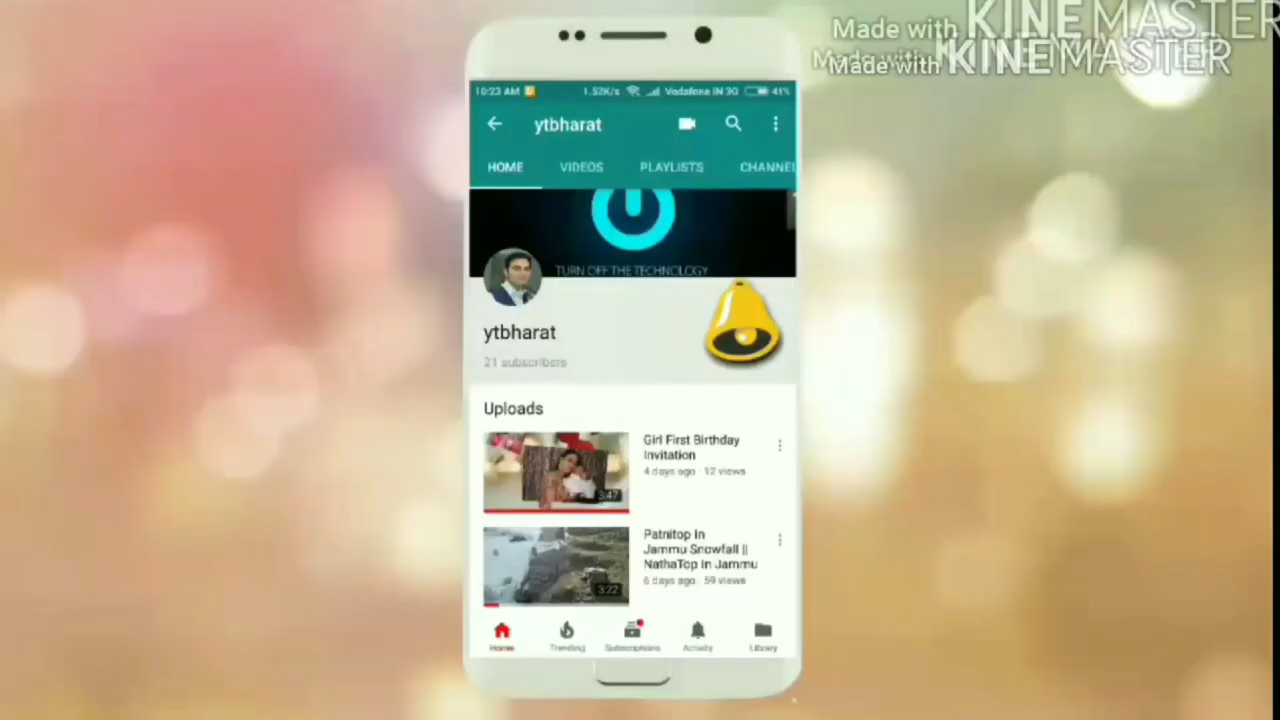 Made with KINEMASTER
Made with KINEMASTER
10:23 AM 1.52K/s Vodafone IN 3G 41%
ytbharat
HOME VIDEOS PLAYLISTS CHANNEL
TURN OFF THE TECHNOLOGY
ytbharat
21 subscribers
Uploads
Girl First Birthday
Invitation
4 days ago · 12 views
3:47
Patnitop In
Jammu Snowfall ||
NathaTop In Jammu
6 days ago · 59 views
3:22
Home Trending Subscriptions Activity Library